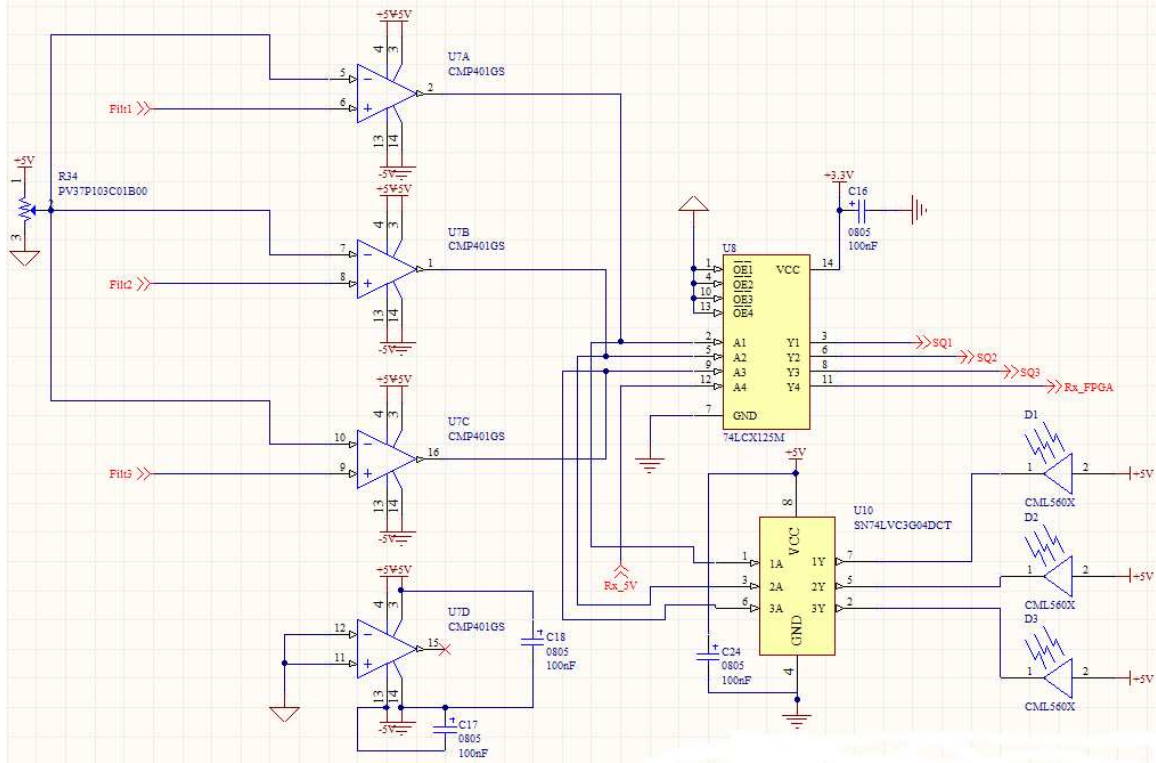 +5V +5V
4 3
U7A
CMP401GS
5
2
Filt1
6
13 14
-5V
+5V
1
R34
PV37P103C01B00
2
3
+5V +5V
4 3
U7B
CMP401GS
7
1
Filt2
8
13 14
-5V
+3.3V
C16
+
0805
100nF
U8
1 OE1 VCC 14
4 OE2
10 OE3
13 OE4
2 A1 Y1 3 SQ1
5 A2 Y2 6 SQ2
9 A3 Y3 8 SQ3
12 A4 Y4 11 Rx_FPGA
7 GND
74LCX125M
+5V +5V
4 3
U7C
CMP401GS
10
16
Filt3
9
13 14
-5V
+5V
D1
1 2 +5V
CML560X
U10
SN74LVC3G04DCT
8
VCC
1 1A 1Y 7
3 2A 2Y 5
6 3A 3Y 2
GND
4
Rx_5V
D2
1 2 +5V
CML560X
D3
1 2 +5V
CML560X
+5V +5V
4 3
U7D
CMP401GS
12
15
11
13 14
-5V
+
C18
0805
100nF
+
C17
0805
100nF
+
C24
0805
100nF